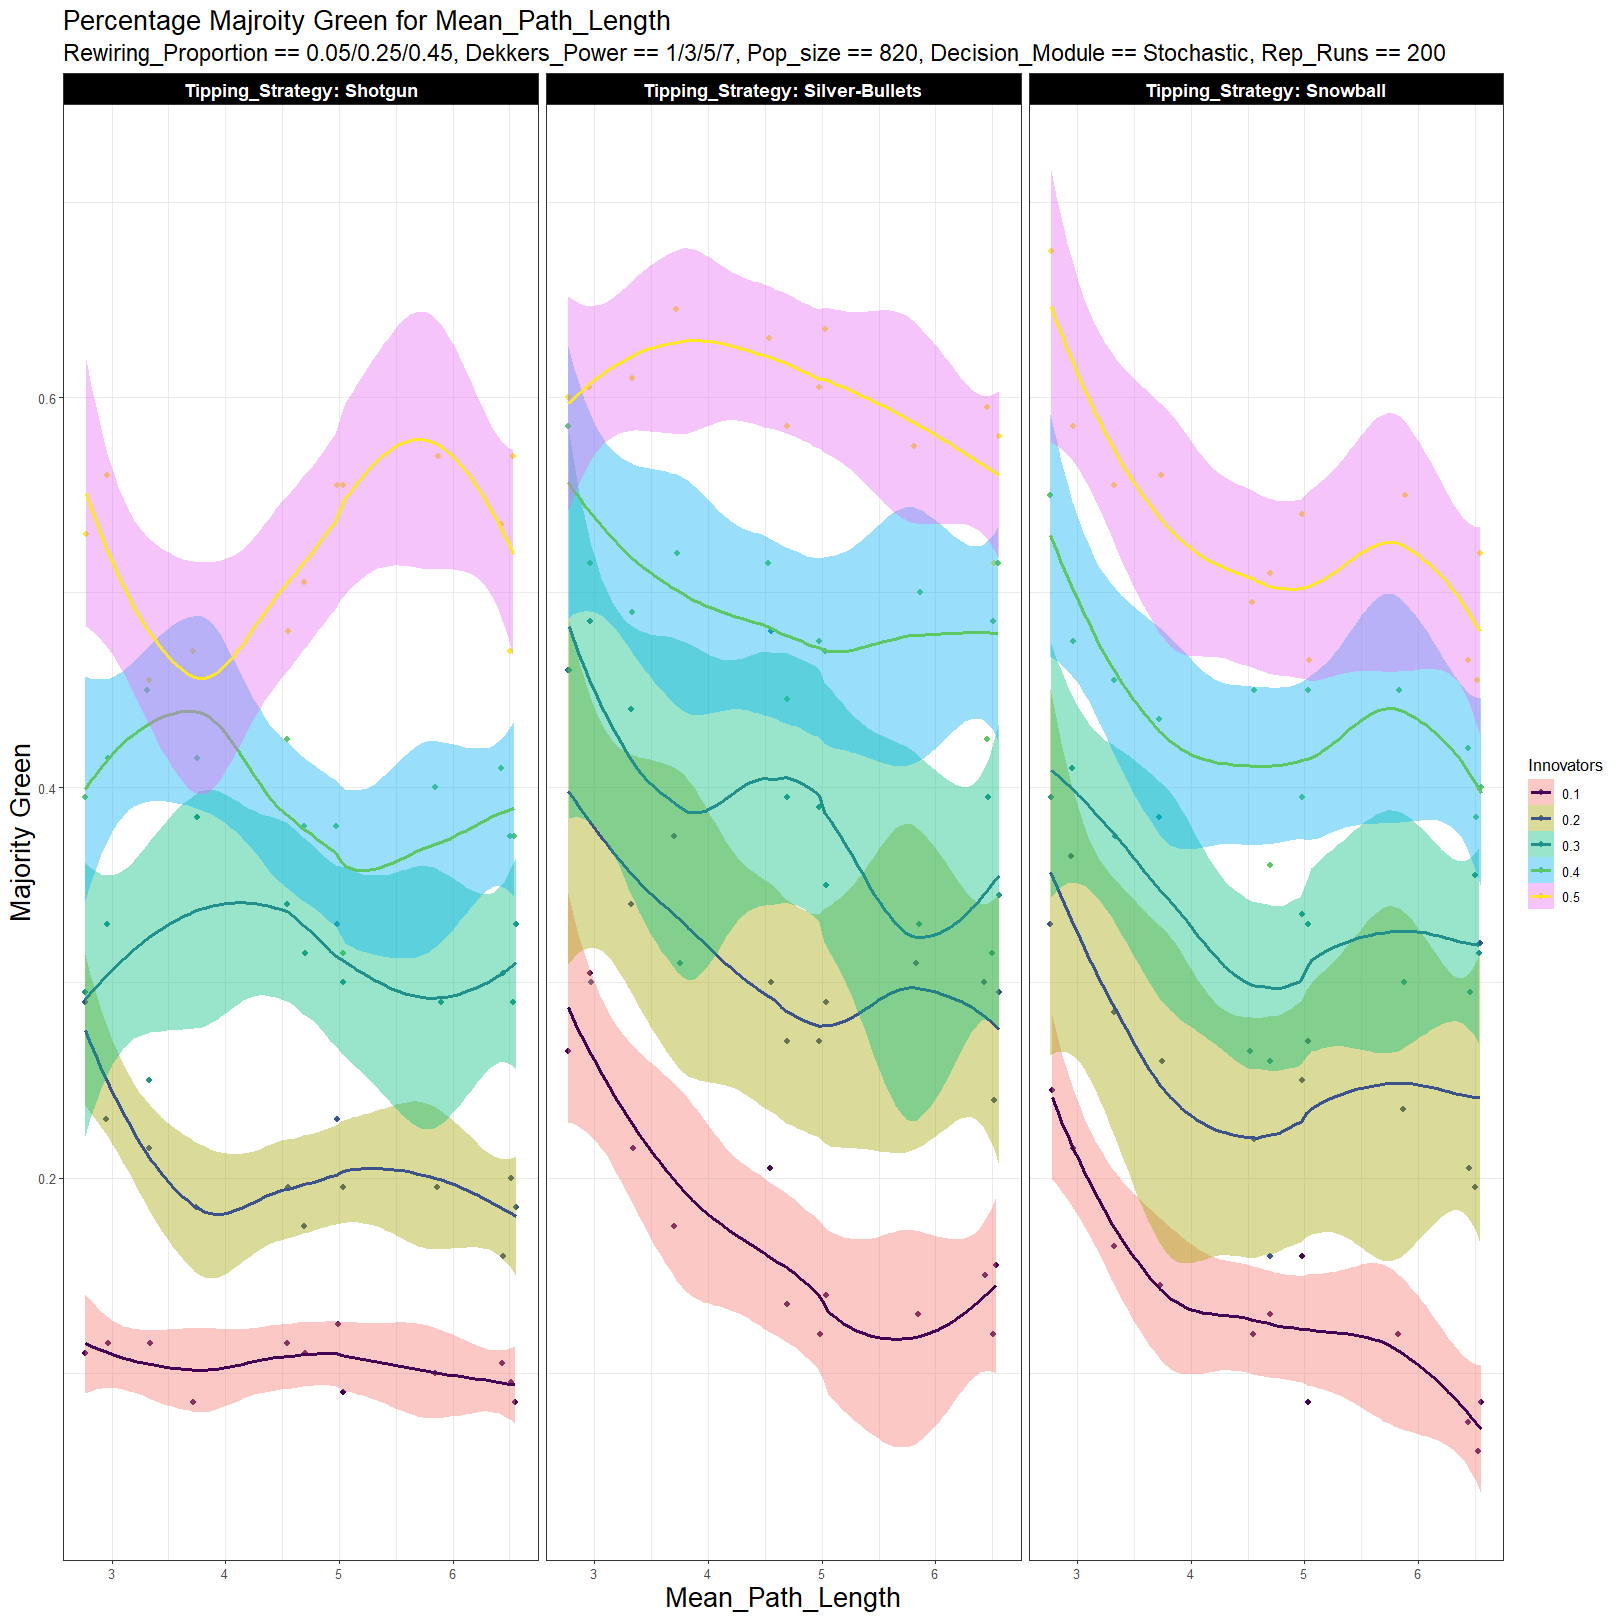 Percentage Majroity Green for Mean_Path_Length
Rewiring_Proportion == 0.05/0.25/0.45, Dekkers_Power == 1/3/5/7, Pop_size == 820, Decision_Module == Stochastic, Rep_Runs == 200
Tipping_Strategy: Shotgun
Tipping_Strategy: Silver-Bullets
Tipping_Strategy: Snowball
Majority Green
0.6
0.4
0.2
3 4 5 6
3 4 5 6
3 4 5 6
Mean_Path_Length
Innovators
0.1
0.2
0.3
0.4
0.5